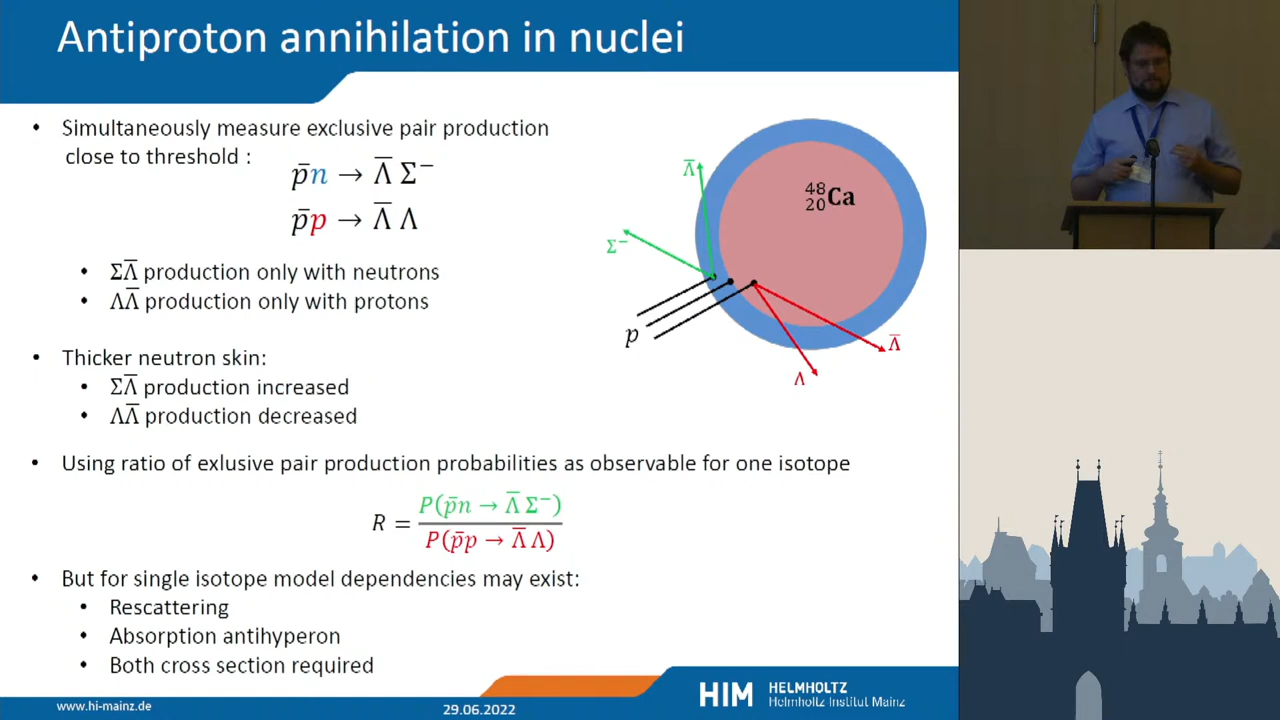 Antiproton annihilation in nuclei
• Simultaneously measure exclusive pair production
close to threshold :
p̄n → Λ̅ Σ⁻
p̄p → Λ̅ Λ
• ΣΛ̅ production only with neutrons
• ΛΛ̅ production only with protons
• Thicker neutron skin:
• ΣΛ̅ production increased
• ΛΛ̅ production decreased
• Using ratio of exlusive pair production probabilities as observable for one isotope
R = P(p̄n → Λ̅ Σ⁻) / P(p̄p → Λ̅ Λ)
• But for single isotope model dependencies may exist:
• Rescattering
• Absorption antihyperon
• Both cross section required
Λ̅
⁴⁸₂₀Ca
Σ⁻
p
Λ̅
Λ
www.hi-mainz.de
29.06.2022
HIM HELMHOLTZ
Helmholtz Institut Mainz